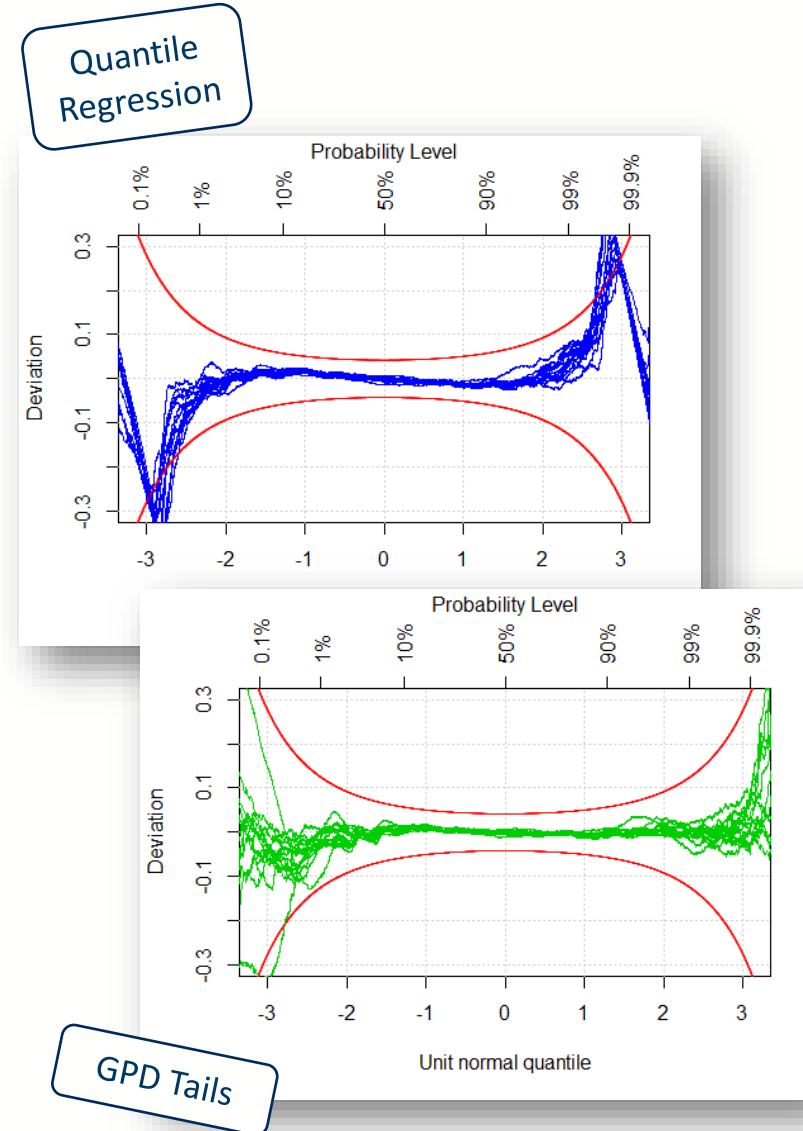 Quantile
Regression
Probability Level
0.1% 1% 10% 50% 90% 99% 99.9%
0.3
0.1
-0.1
-0.3
Deviation
-3 -2 -1 0 1 2 3
Probability Level
0.1% 1% 10% 50% 90% 99% 99.9%
0.3
0.1
-0.1
-0.3
Deviation
-3 -2 -1 0 1 2 3
Unit normal quantile
GPD Tails